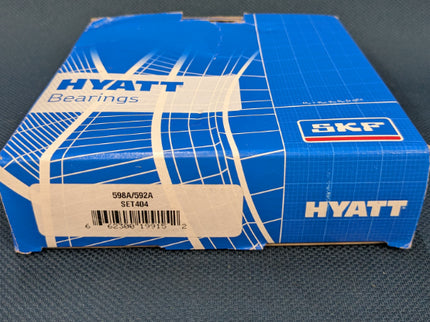 HYATT
Bearings
SKF
598A/592A
SET404
6 62300 19915 2
HYATT